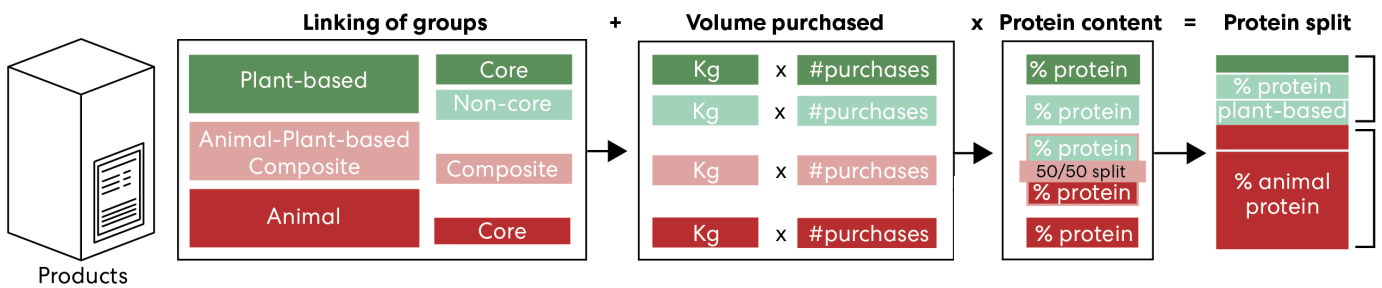 Linking of groups + Volume purchased x Protein content = Protein split
Plant-based
Core
Non-core
Animal-Plant-based
Composite
Composite
Animal
Core
Kg x #purchases
Kg x #purchases
Kg x #purchases
Kg x #purchases
% protein
% protein
% protein
50/50 split
% protein
% protein
% protein
plant-based
% animal
protein
Products